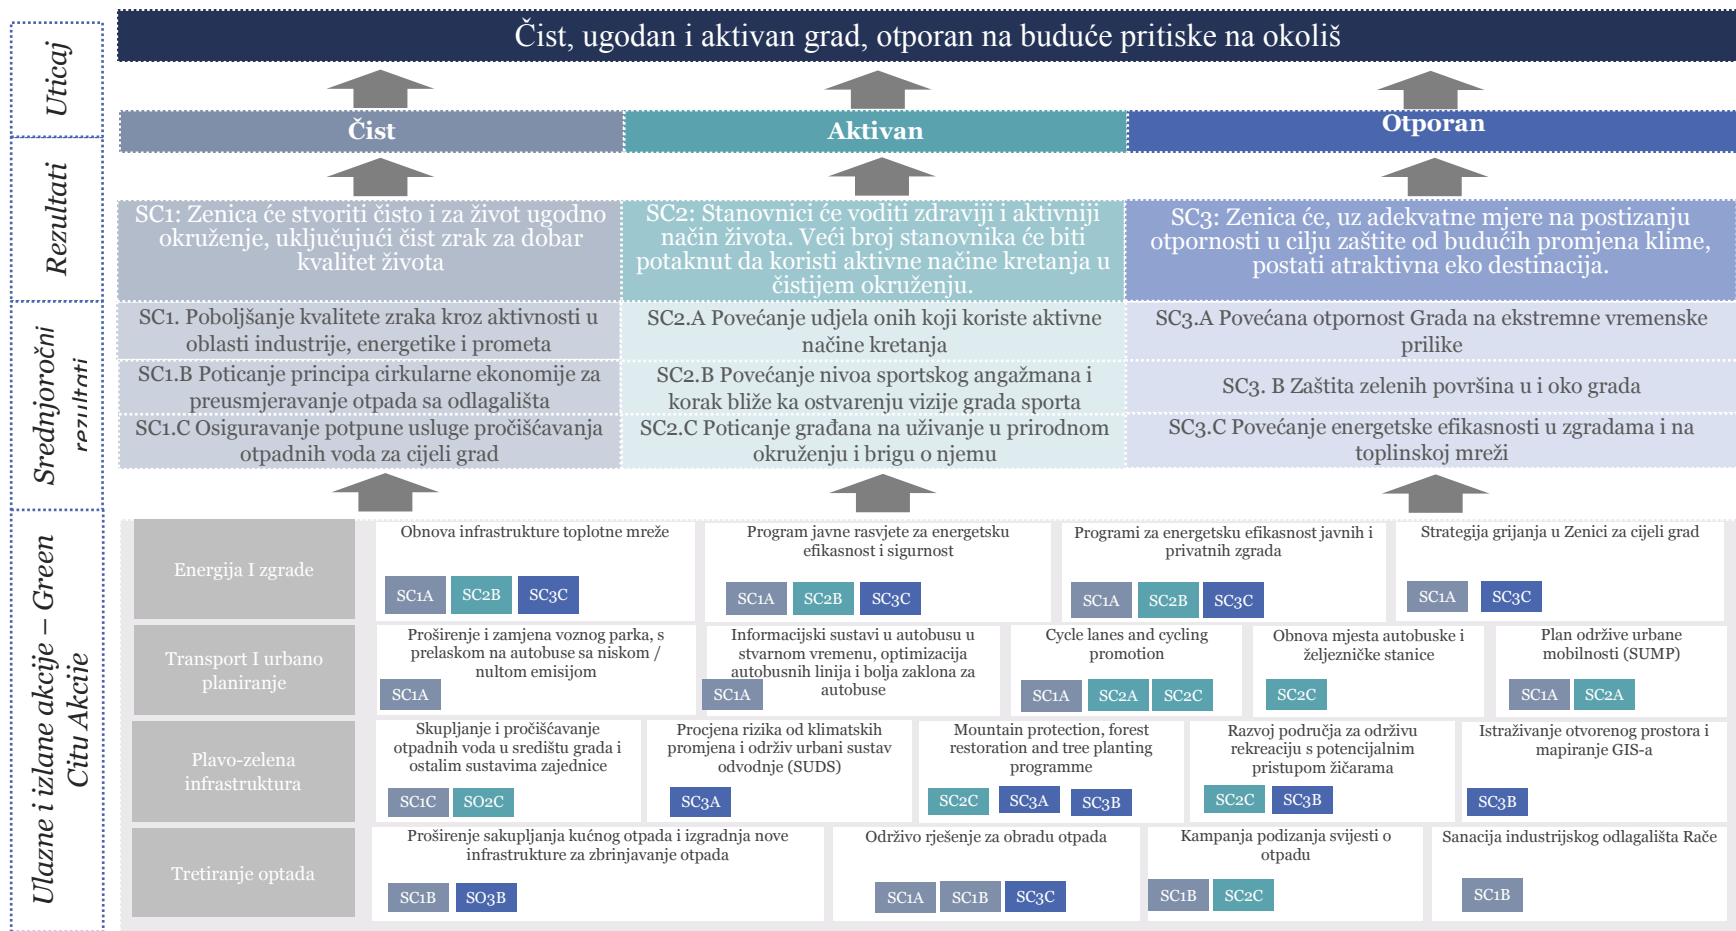 Uticaj
Čist, ugodan i aktivan grad, otporan na buduće pritiske na okoliš
Čist
Aktivan
Otporan
Rezultati
SC1: Zenica će stvoriti čisto i za život ugodno
okruženje, uključujući čist zrak za dobar
kvalitet života
SC2: Stanovnici će voditi zdraviji i aktivniji
način života. Veći broj stanovnika će biti
potaknut da koristi aktivne načine kretanja u
čistijem okruženju.
SC3: Zenica će, uz adekvatne mjere na postizanju
otpornosti u cilju zaštite od budućih promjena klime,
postati atraktivna eko destinacija.
Srednjoročni
rezultati
SC1. Poboljšanje kvalitete zraka kroz aktivnosti u
oblasti industrije, energetike i prometa
SC2.A Povećanje udjela onih koji koriste aktivne
načine kretanja
SC3.A Povećana otpornost Grada na ekstremne vremenske
prilike
SC1.B Poticanje principa cirkularne ekonomije za
preusmjeravanje otpada sa odlagališta
SC2.B Povećanje nivoa sportskog angažmana i
korak bliže ka ostvarenju vizije grada sporta
SC3. B Zaštita zelenih površina u i oko grada
SC1.C Osiguravanje potpune usluge pročišćavanja
otpadnih voda za cijeli grad
SC2.C Poticanje građana na uživanje u prirodnom
okruženju i brigu o njemu
SC3.C Povećanje energetske efikasnosti u zgradama i na
toplinskoj mreži
Ulazne i izlane akcije – Green
Citu Akcije
Energija I zgrade
Obnova infrastrukture toplotne mreže
SC1A SC2B SC3C
Program javne rasvjete za energetsku
efikasnost i sigurnost
SC1A SC2B SC3C
Programi za energetsku efikasnost javnih i
privatnih zgrada
SC1A SC2B SC3C
Strategija grijanja u Zenici za cijeli grad
SC1A SC3C
Transport I urbano
planiranje
Proširenje i zamjena voznog parka, s
prelaskom na autobuse sa niskom /
nultom emisijom
SC1A
Informacijski sustavi u autobusu u
stvarnom vremenu, optimizacija
autobusnih linija i bolja zaklona za
autobuse
SC1A
Cycle lanes and cycling
promotion
SC1A SC2A SC2C
Obnova mjesta autobuske i
željezničke stanice
SC2C
Plan održive urbane
mobilnosti (SUMP)
SC1A SC2A
Plavo-zelena
infrastruktura
Skupljanje i pročišćavanje
otpadnih voda u središtu grada i
ostalim sustavima zajednice
SC1C SO2C
Procjena rizika od klimatskih
promjena i održiv urbani sustav
odvodnje (SUDS)
SC3A
Mountain protection, forest
restoration and tree planting
programme
SC2C SC3A SC3B
Razvoj područja za održivu
rekreaciju s potencijalnim
pristupom žičarama
SC2C SC3B
Istraživanje otvorenog prostora i
mapiranje GIS-a
SC3B
Tretiranje optada
Proširenje sakupljanja kućnog otpada i izgradnja nove
infrastrukture za zbrinjavanje otpada
SC1B SO3B
Održivo rješenje za obradu otpada
SC1A SC1B SC3C
Kampanja podizanja svijesti o
otpadu
SC1B SC2C
Sanacija industrijskog odlagališta Rače
SC1B